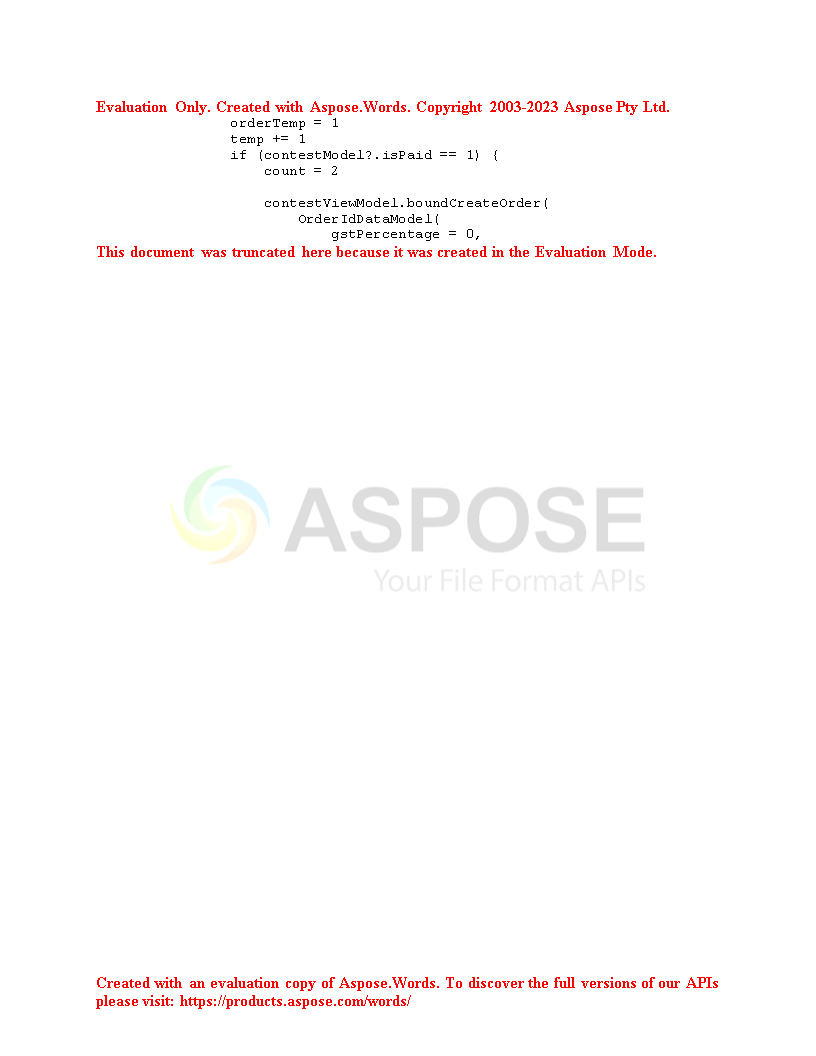 Evaluation Only. Created with Aspose.Words. Copyright 2003-2023 Aspose Pty Ltd.
orderTemp = 1
temp += 1
if (contestModel?.isPaid == 1) {
count = 2
contestViewModel.boundCreateOrder(
OrderIdDataModel(
gstPercentage = 0,
This document was truncated here because it was created in the Evaluation Mode.
ASPOSE
Your File Format APIs
Created with an evaluation copy of Aspose.Words. To discover the full versions of our APIs
please visit: https://products.aspose.com/words/